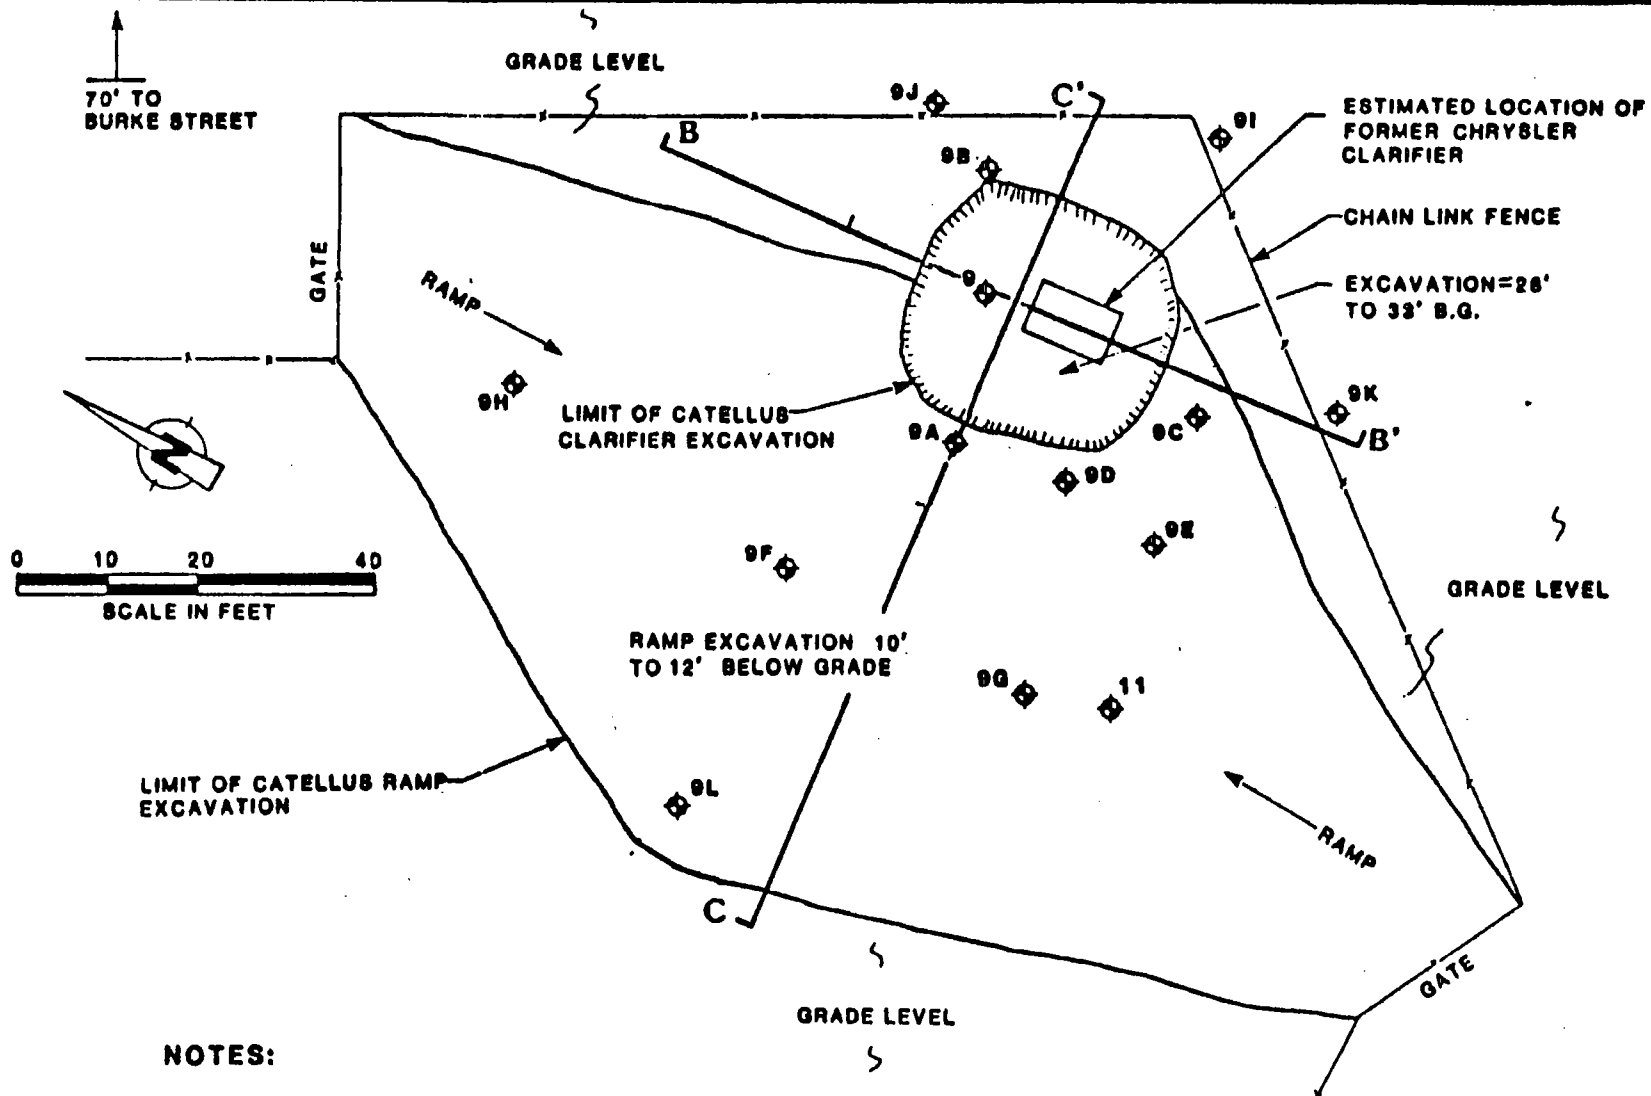 GRADE LEVEL
70' TO
BURKE STREET
9J
C'
ESTIMATED LOCATION OF
FORMER CHRYSLER
CLARIFIER
9I
B
9B
CHAIN LINK FENCE
GATE
RAMP
9
EXCAVATION=28'
TO 33' B.G.
9H
LIMIT OF CATELLUS
CLARIFIER EXCAVATION
9A
9C
9K
B'
N
9D
9E
0 10 20 40
SCALE IN FEET
9F
GRADE LEVEL
RAMP EXCAVATION 10'
TO 12' BELOW GRADE
9G
11
LIMIT OF CATELLUS RAMP
EXCAVATION
9L
RAMP
C
GATE
GRADE LEVEL
NOTES: